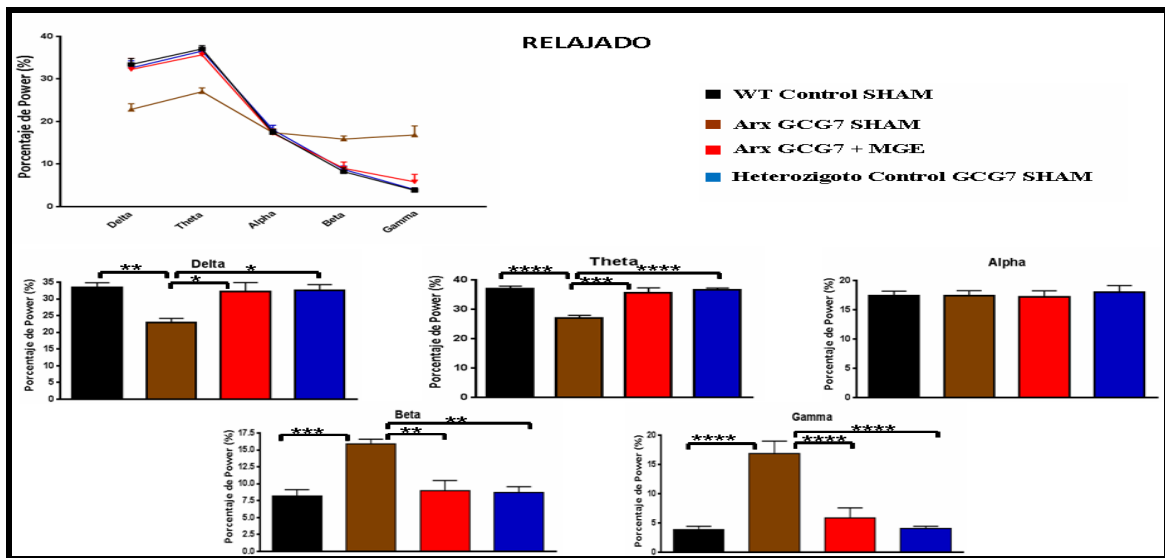 RELAJADO
Porcentaje de Power (%)
40
30
20
10
0
Delta
Theta
Alpha
Beta
Gamma
WT Control SHAM
Arx GCG7 SHAM
Arx GCG7 + MGE
Heterozigoto Control GCG7 SHAM
Delta
Porcentaje de Power (%)
35
30
25
20
15
10
5
0
**
*
*
Theta
Porcentaje de Power (%)
40
30
20
10
0
****
***
****
Alpha
Porcentaje de Power (%)
20
15
10
5
0
Beta
Porcentaje de Power (%)
17.5
15.0
12.5
10.0
7.5
5.0
2.5
0.0
***
**
**
Gamma
Porcentaje de Power (%)
20
15
10
5
0
****
****
****